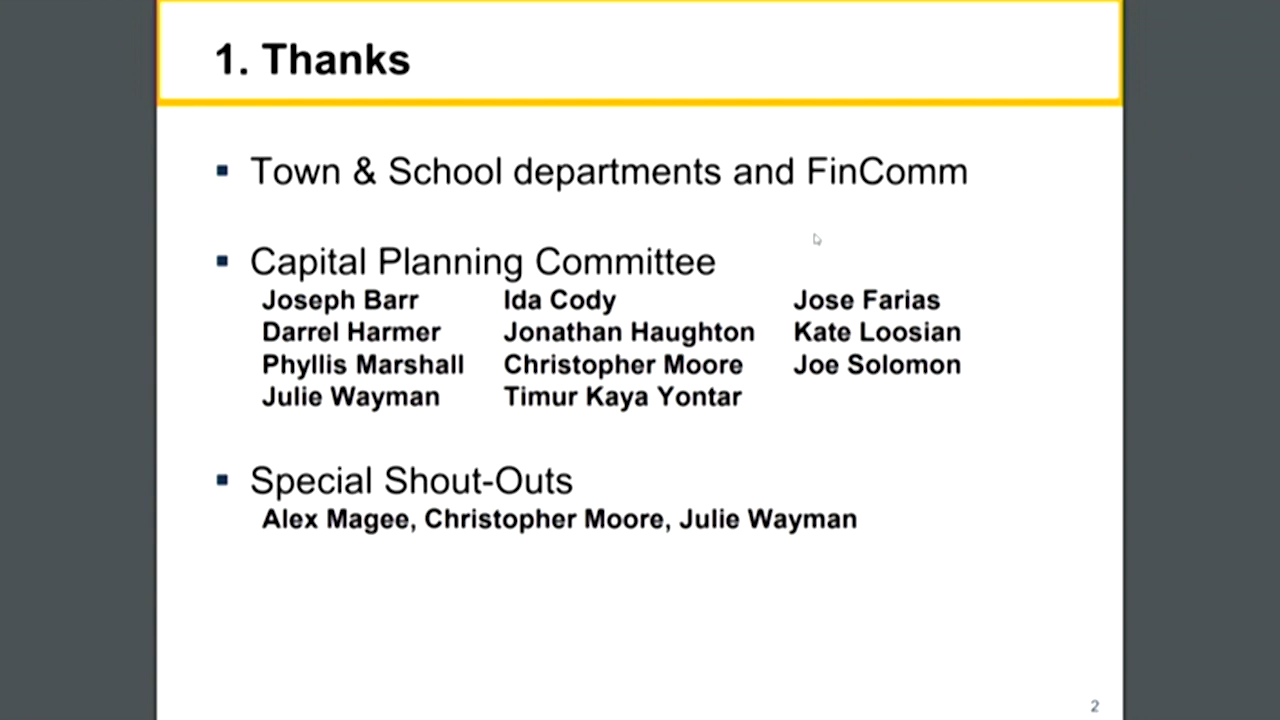 1. Thanks
▪ Town & School departments and FinComm
▪ Capital Planning Committee
Joseph Barr Ida Cody Jose Farias
Darrel Harmer Jonathan Haughton Kate Loosian
Phyllis Marshall Christopher Moore Joe Solomon
Julie Wayman Timur Kaya Yontar
▪ Special Shout-Outs
Alex Magee, Christopher Moore, Julie Wayman
2